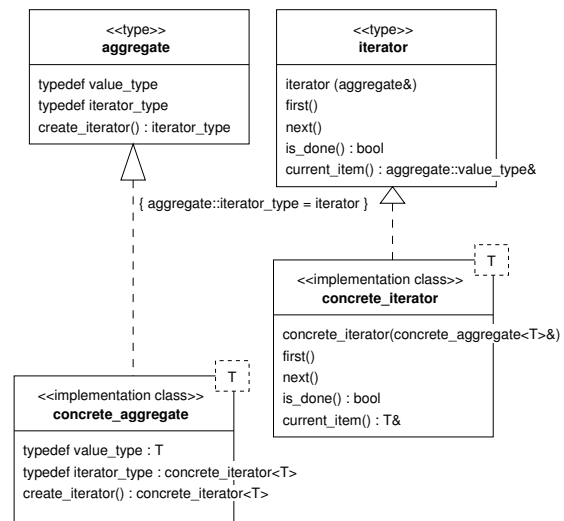 <<type>>
aggregate
typedef value_type
typedef iterator_type
create_iterator() : iterator_type
<<type>>
iterator
iterator (aggregate&)
first()
next()
is_done() : bool
current_item() : aggregate::value_type&
{ aggregate::iterator_type = iterator }
T
<<implementation class>>
concrete_iterator
concrete_iterator(concrete_aggregate<T>&)
first()
next()
is_done() : bool
current_item() : T&
T
<<implementation class>>
concrete_aggregate
typedef value_type : T
typedef iterator_type : concrete_iterator<T>
create_iterator() : concrete_iterator<T>